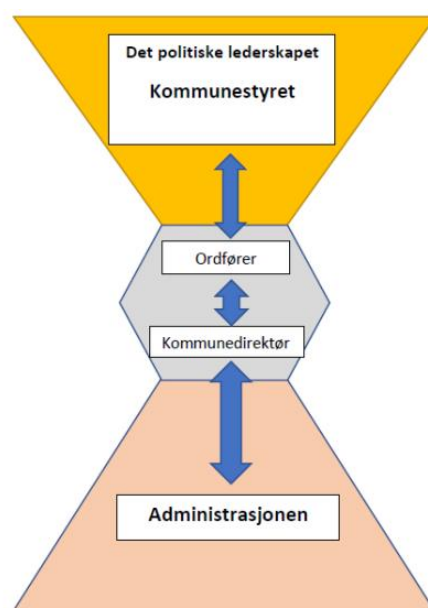 Det politiske lederskapet
Kommunestyret
Ordfører
Kommunedirektør
Administrasjonen